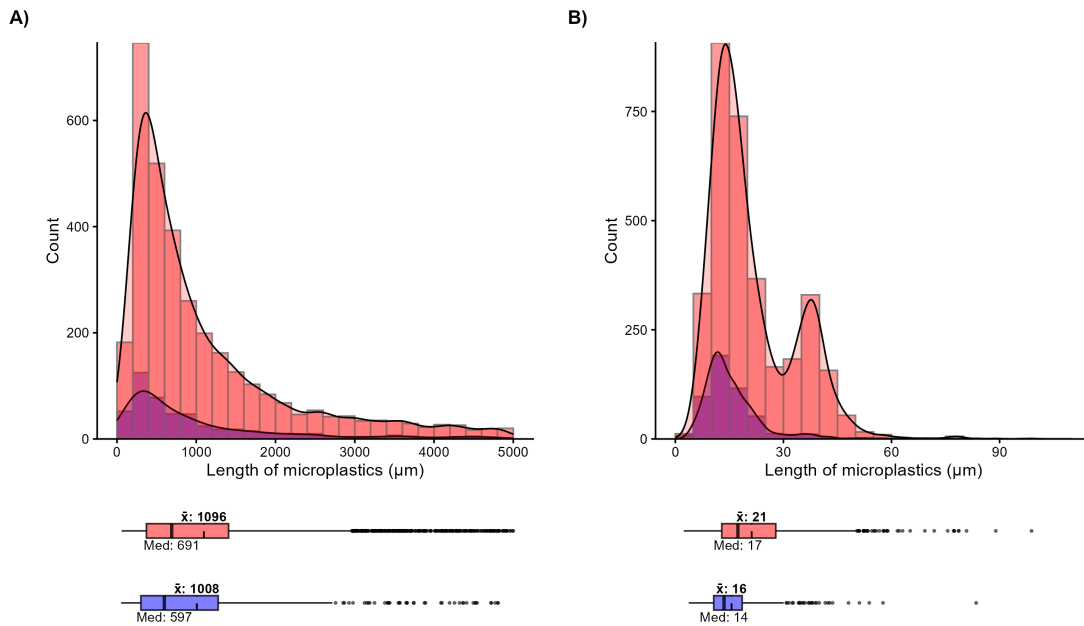 A)
B)
Count
600
400
200
0
0 1000 2000 3000 4000 5000
Length of microplastics (µm)
Count
750
500
250
0
0 30 60 90
Length of microplastics (µm)
x̄: 1096
Med: 691
x̄: 21
Med: 17
x̄: 1008
Med: 597
x̄: 16
Med: 14